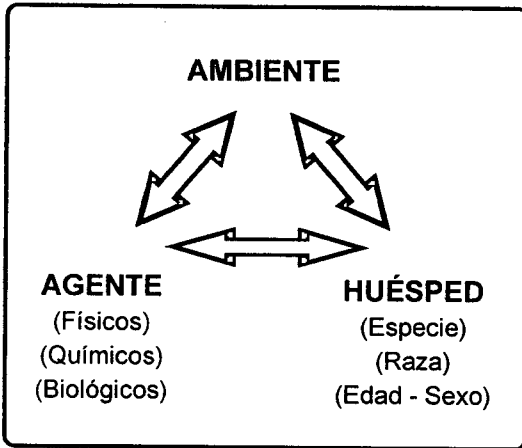 AMBIENTE
AGENTE
(Físicos)
(Químicos)
(Biológicos)
HUÉSPED
(Especie)
(Raza)
(Edad - Sexo)